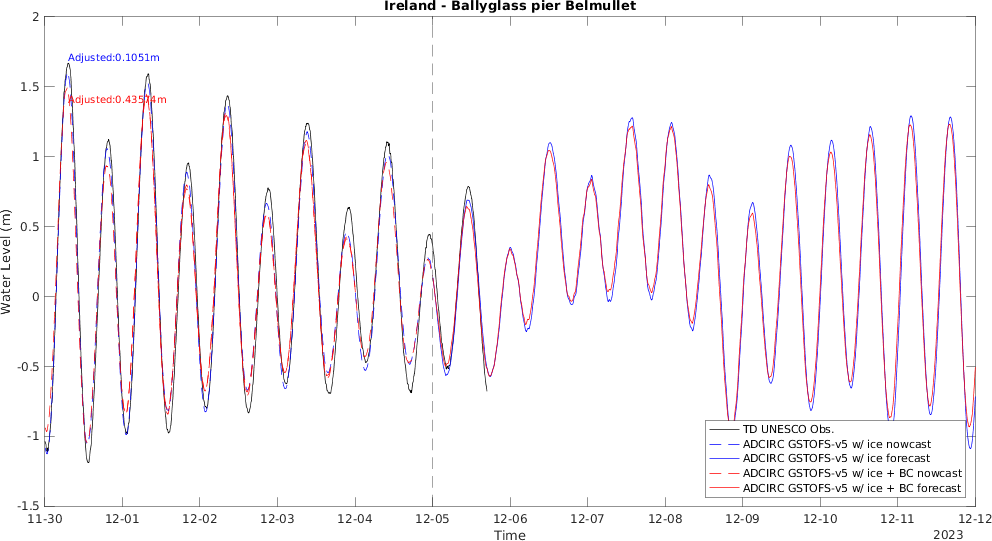 Ireland - Ballyglass pier Belmullet
Adjusted:0.1051m
Adjusted:0.43574m
Water Level (m)
2
1.5
1
0.5
0
-0.5
-1
-1.5
11-30
12-01
12-02
12-03
12-04
12-05
12-06
12-07
12-08
12-09
12-10
12-11
12-12
2023
Time
TD UNESCO Obs.
ADCIRC GSTOFS-v5 w/ ice nowcast
ADCIRC GSTOFS-v5 w/ ice forecast
ADCIRC GSTOFS-v5 w/ ice + BC nowcast
ADCIRC GSTOFS-v5 w/ ice + BC forecast